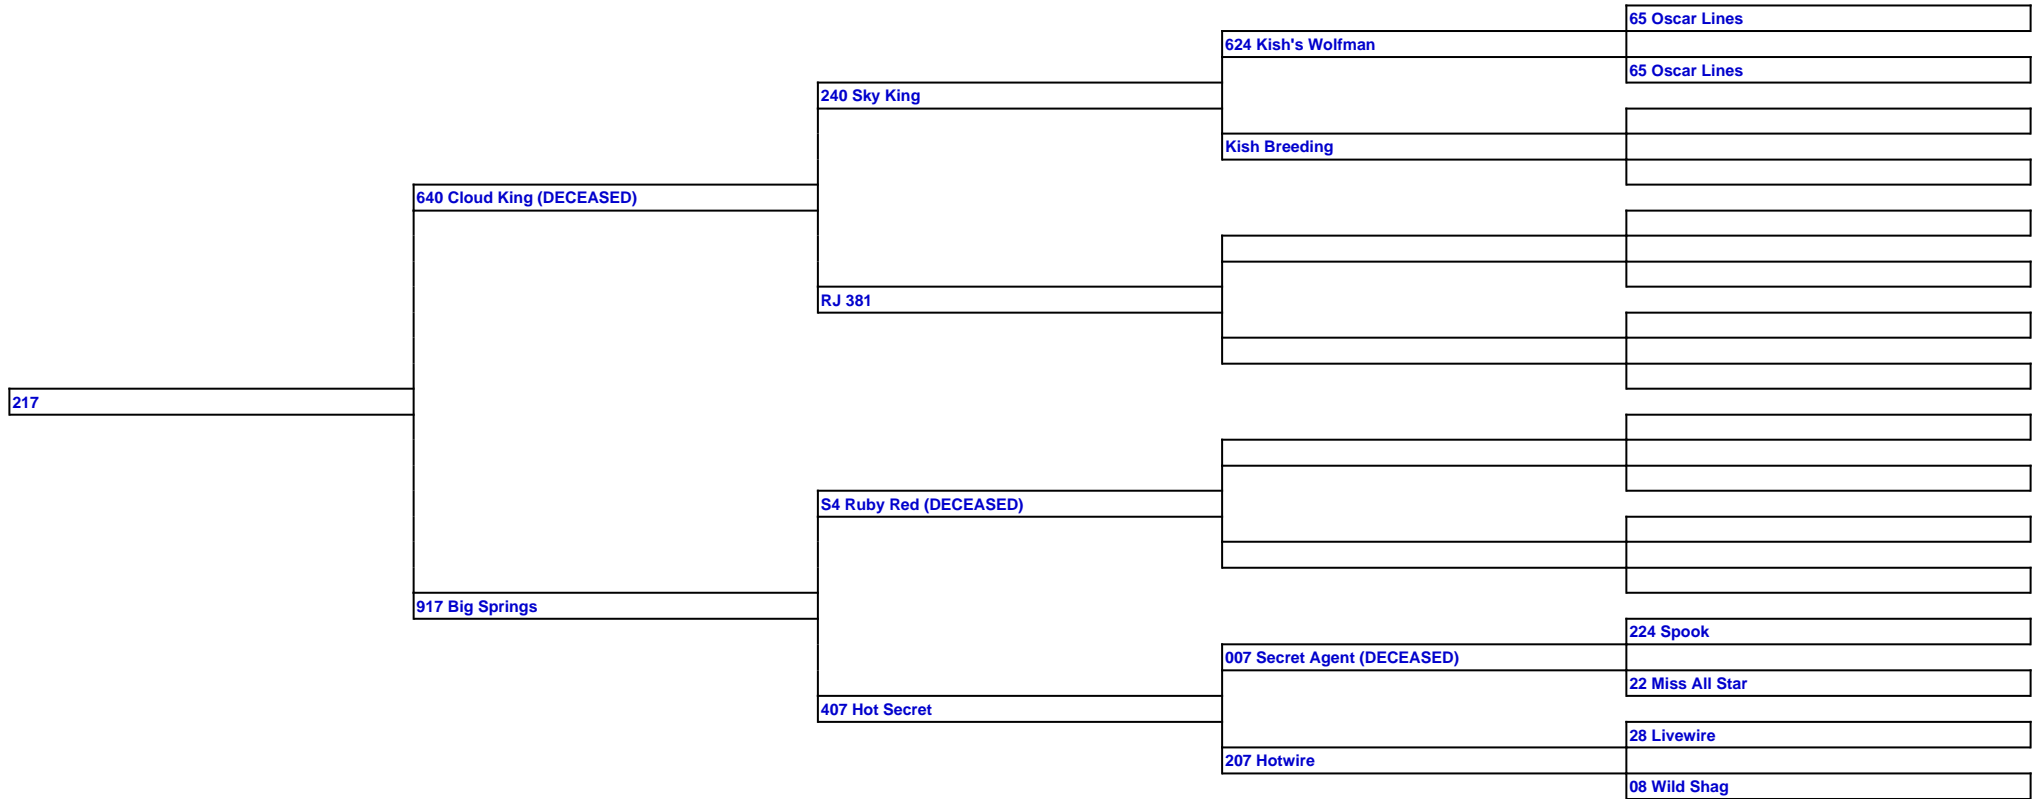 65 Oscar Lines
624 Kish's Wolfman
65 Oscar Lines
240 Sky King
Kish Breeding
640 Cloud King (DECEASED)
RJ 381
217
S4 Ruby Red (DECEASED)
917 Big Springs
224 Spook
007 Secret Agent (DECEASED)
22 Miss All Star
407 Hot Secret
28 Livewire
207 Hotwire
08 Wild Shag